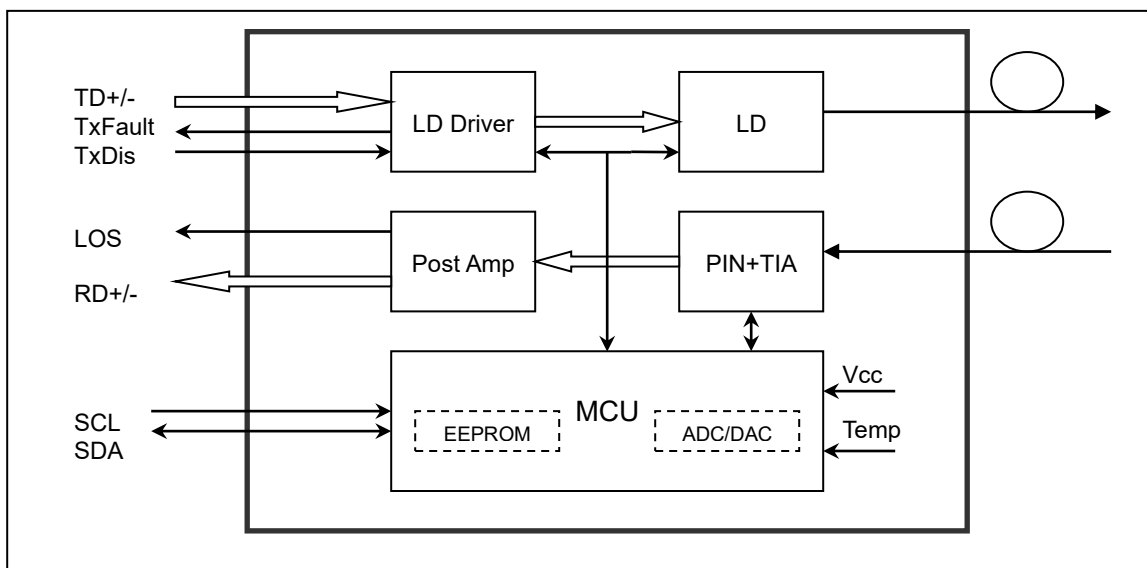 TD+/-
TxFault
TxDis
LD Driver
LD
LOS
RD+/-
Post Amp
PIN+TIA
SCL
SDA
MCU
EEPROM
ADC/DAC
Vcc
Temp